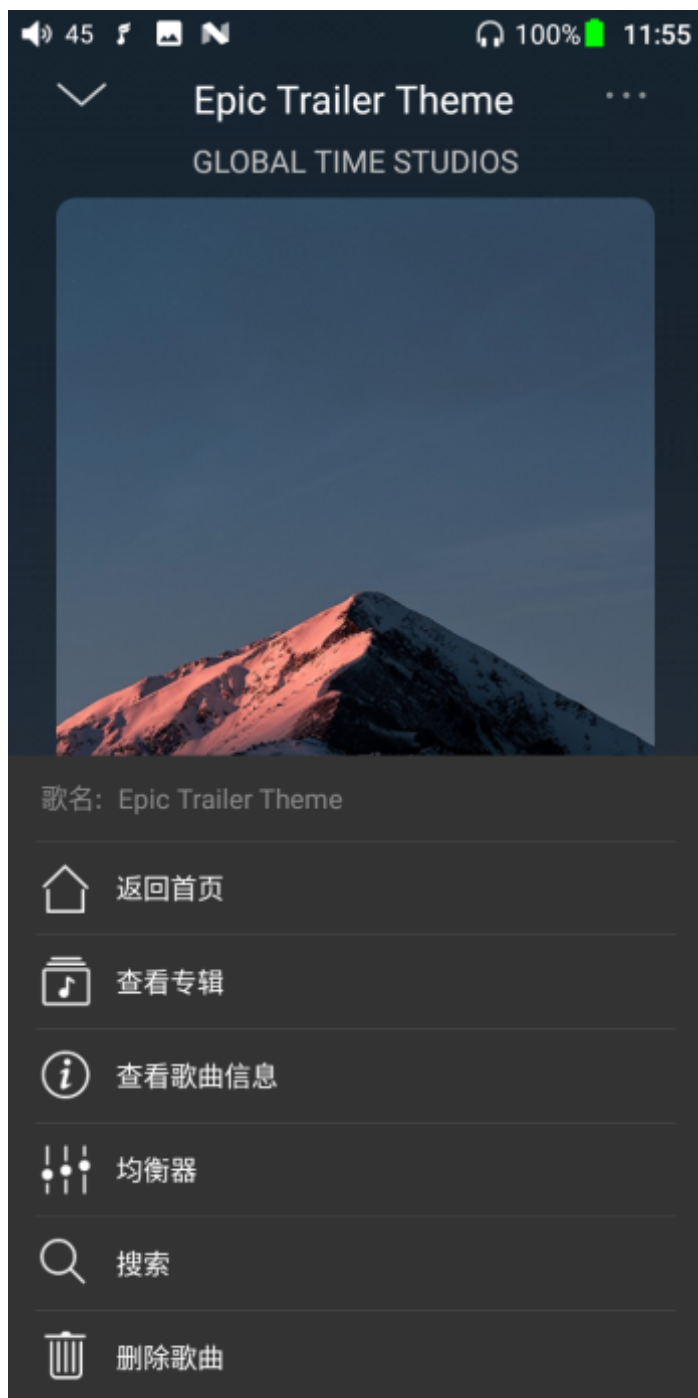 45 100% 11:55
Epic Trailer Theme
GLOBAL TIME STUDIOS
歌名: Epic Trailer Theme
返回首页
查看专辑
查看歌曲信息
均衡器
搜索
删除歌曲